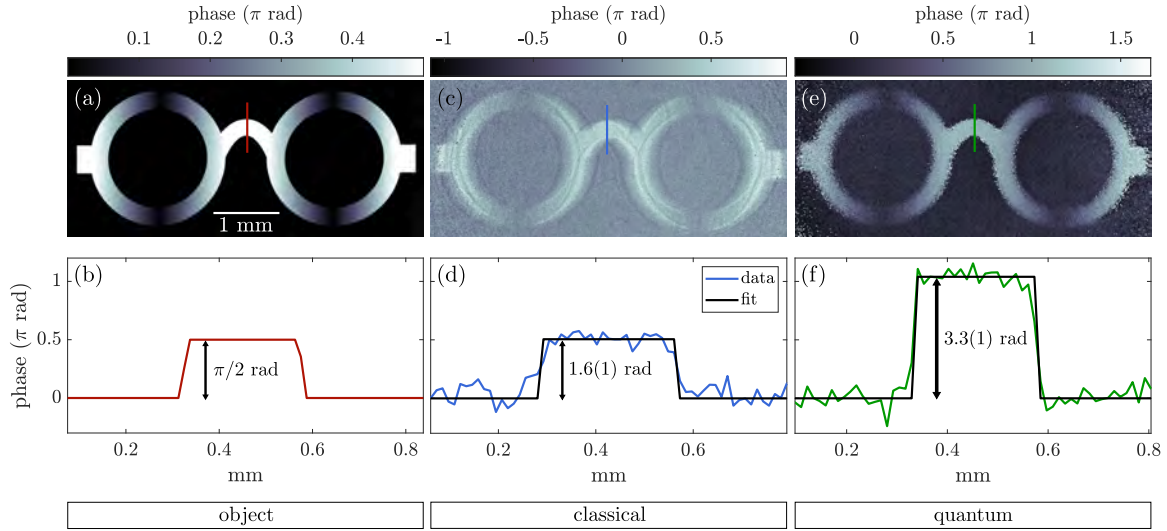 phase (π rad) phase (π rad) phase (π rad)
0.1 0.2 0.3 0.4 -1 -0.5 0 0.5 0 0.5 1 1.5
(a) (c) (e)
1 mm
(b) (d) (f)
data
fit
phase (π rad)
1
0.5
0
π/2 rad 1.6(1) rad 3.3(1) rad
0.2 0.4 0.6 0.8 0.2 0.4 0.6 0.2 0.4 0.6 0.8
mm mm mm
object classical quantum